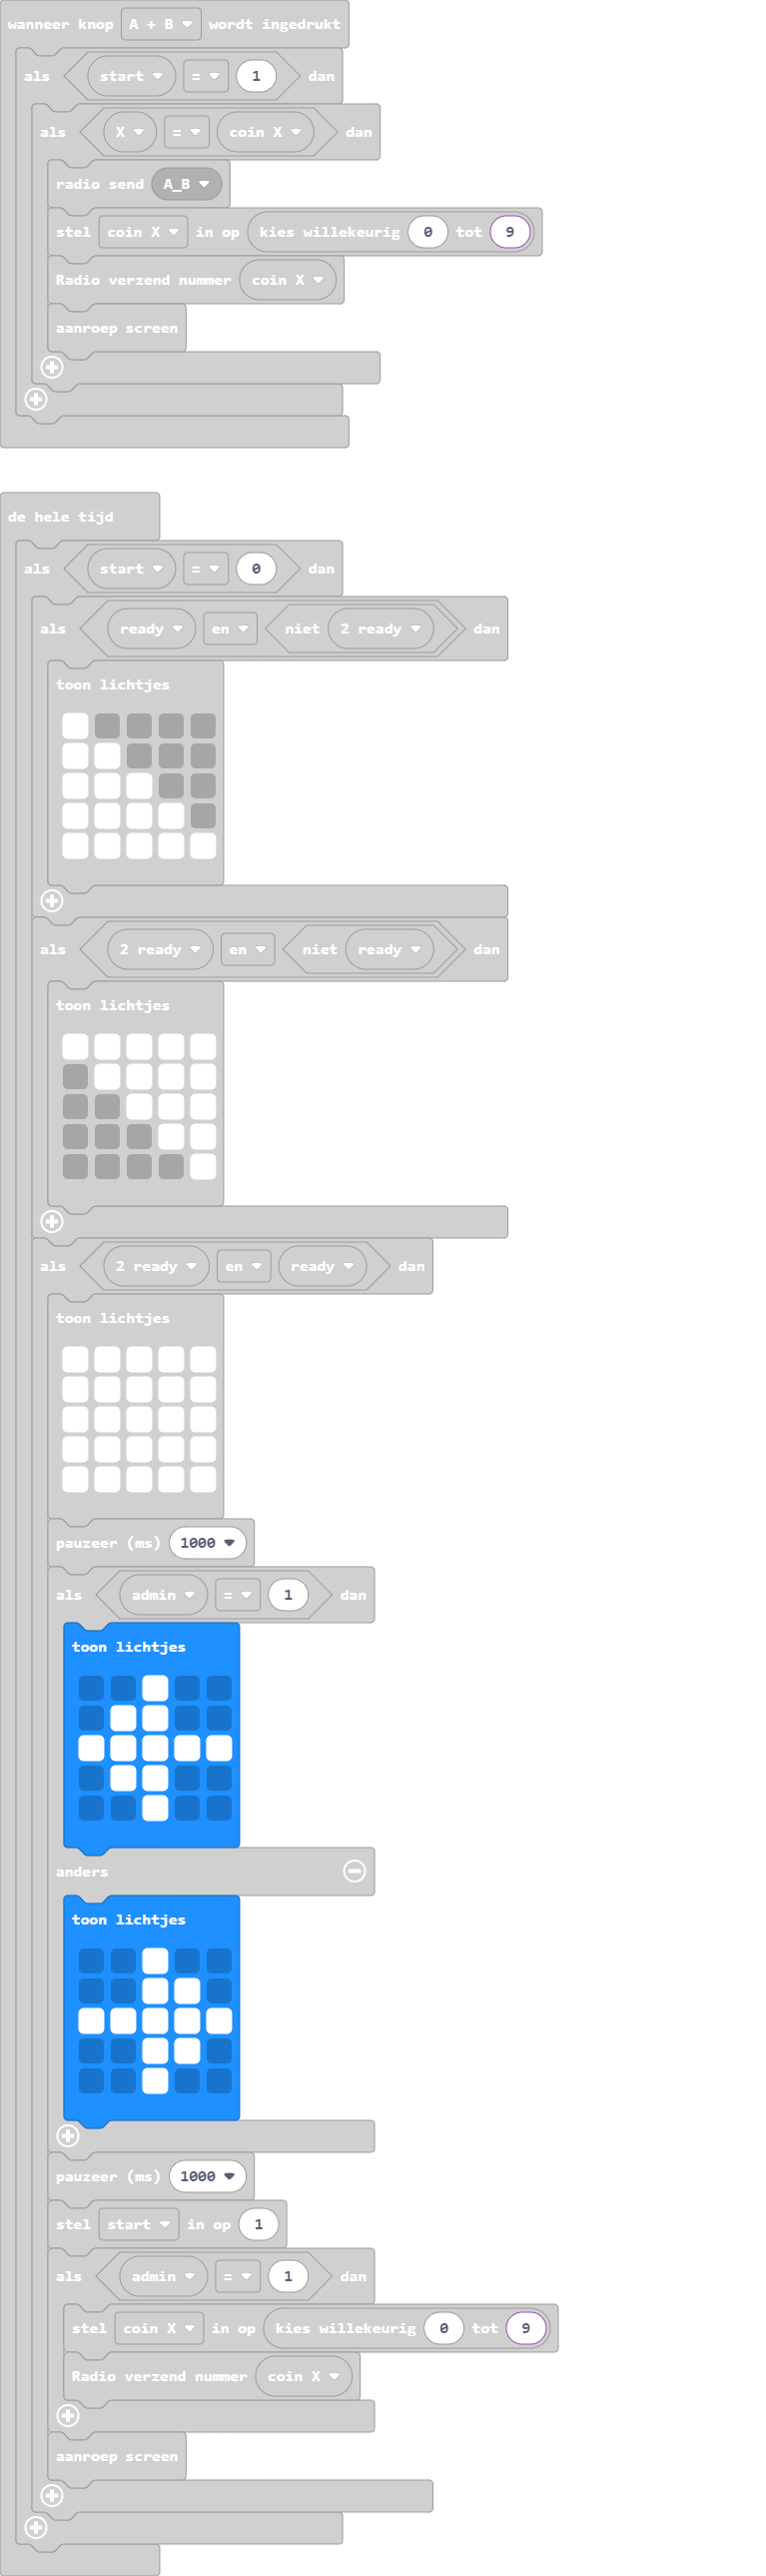 wanneer knop A + B wordt ingedrukt
als start = 1 dan
als X = coin X dan
radio send A_B
stel coin X in op kies willekeurig 0 tot 9
Radio verzend nummer coin X
aanroep screen
de hele tijd
als start = 0 dan
als ready en niet 2 ready dan
toon lichtjes
als 2 ready en niet ready dan
toon lichtjes
als 2 ready en ready dan
toon lichtjes
pauzeer (ms) 1000
als admin = 1 dan
toon lichtjes
anders
toon lichtjes
pauzeer (ms) 1000
stel start in op 1
als admin = 1 dan
stel coin X in op kies willekeurig 0 tot 9
Radio verzend nummer coin X
aanroep screen